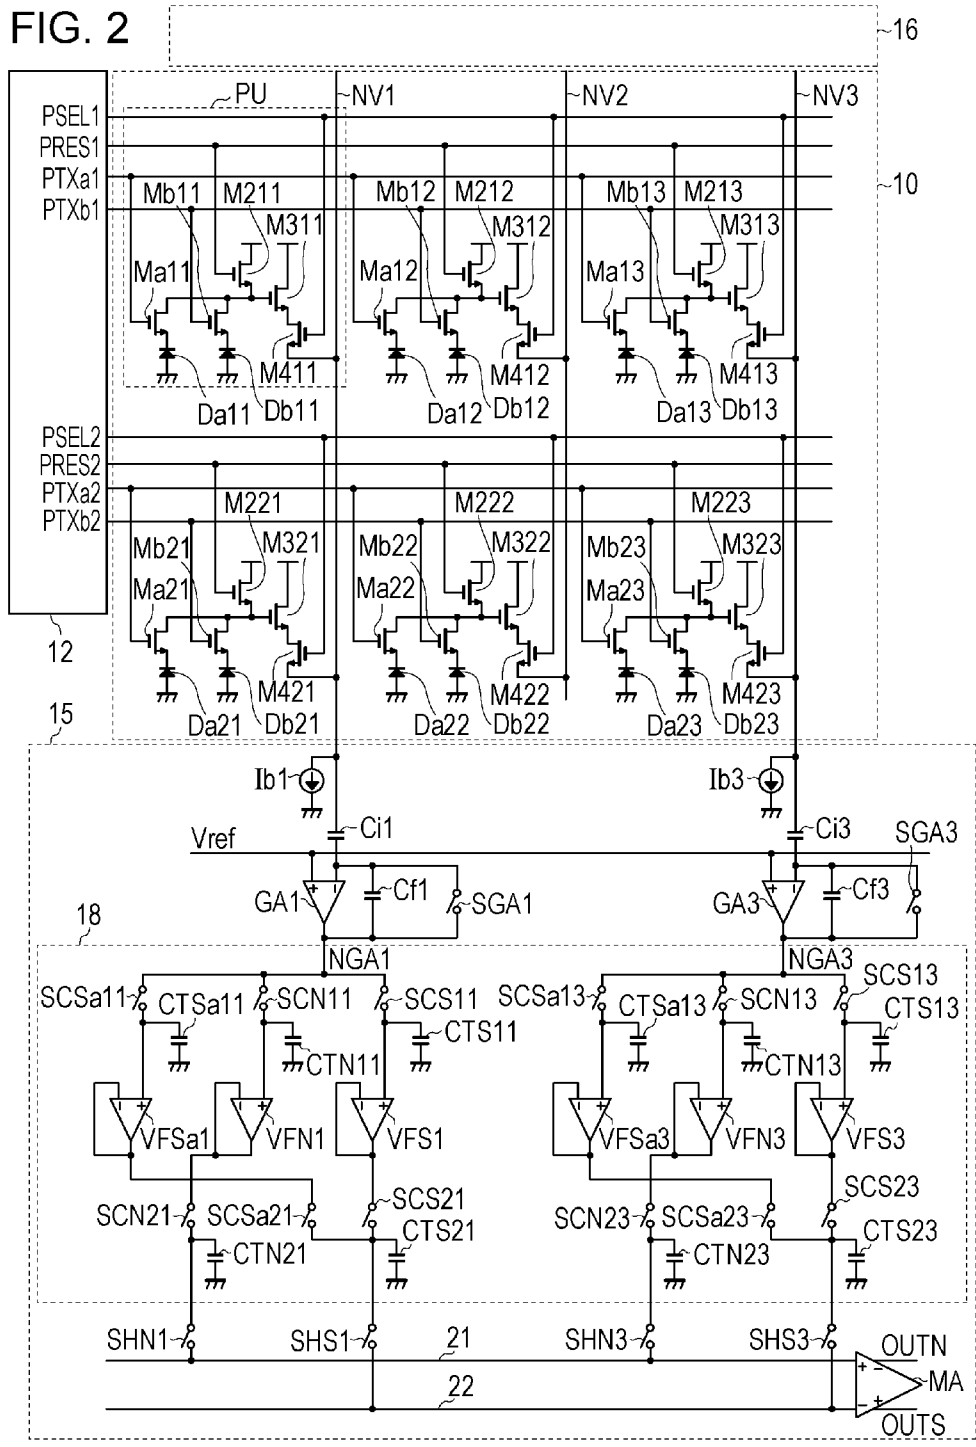 FIG. 2
16
PU
NV1
NV2
NV3
PSEL1
PRES1
PTXa1
10
Mb11
M211
Mb12
M212
Mb13
M213
PTXb1
M311
M312
M313
Ma11
Ma12
Ma13
M411
M412
M413
Da11
Db11
Da12
Db12
Da13
Db13
PSEL2
PRES2
PTXa2
M221
M222
M223
PTXb2
Mb21
M321
Mb22
M322
Mb23
M323
Ma21
Ma22
Ma23
12
M421
M422
M423
15
Da21
Db21
Da22
Db22
Da23
Db23
Ib1
Ib3
Ci1
Ci3
SGA3
Vref
+ −
+ −
GA1
Cf1
SGA1
GA3
Cf3
18
NGA1
NGA3
SCSa11
SCN11
SCS11
SCSa13
SCN13
SCS13
CTSa11
CTS11
CTSa13
CTS13
CTN11
CTN13
− +
− +
− +
− +
− +
− +
VFSa1
VFN1
VFS1
VFSa3
VFN3
VFS3
SCS21
SCS23
SCN21
SCSa21
SCN23
SCSa23
CTN21
CTS21
CTN23
CTS23
SHN1
SHS1
SHN3
SHS3
21
OUTN
+ −
MA
22
− +
OUTS